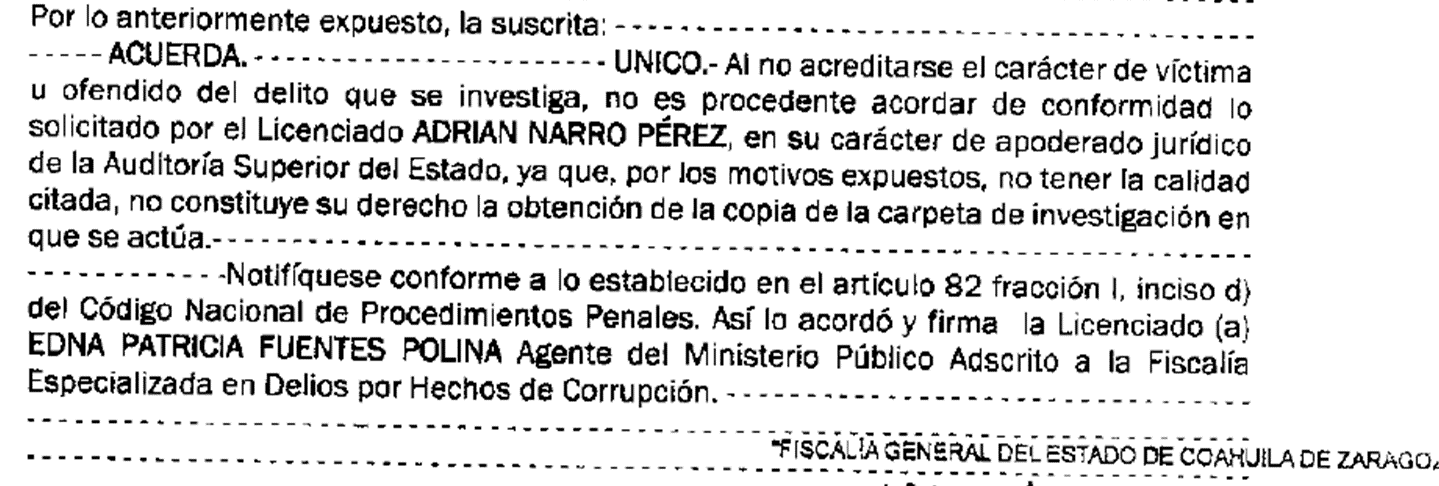 Por lo anteriormente expuesto, la suscrita: - - - - - - - - - - - - - - - - - - - - - - - - - - - - - - - - - - -
- - - - - ACUERDA. - - - - - - - - - - - - - - - - - - - - - - - UNICO.- Al no acreditarse el carácter de víctima
u ofendido del delito que se investiga, no es procedente acordar de conformidad lo
solicitado por el Licenciado ADRIAN NARRO PÉREZ, en su carácter de apoderado jurídico
de la Auditoría Superior del Estado, ya que, por los motivos expuestos, no tener la calidad
citada, no constituye su derecho la obtención de la copia de la carpeta de investigación en
que se actúa.- - - - - - - - - - - - - - - - - - - - - - - - - - - - - - - - - - - - - - - - - - - - - - - - - - - -
- - - - - - - - - - - -Notifíquese conforme a lo establecido en el artículo 82 fracción I, inciso d)
del Código Nacional de Procedimientos Penales. Así lo acordó y firma la Licenciado (a)
EDNA PATRICIA FUENTES POLINA Agente del Ministerio Público Adscrito a la Fiscalía
Especializada en Delios por Hechos de Corrupción. - - - - - - - - - - - - - - - - - - - - - - - - - - - -
"FISCALÍA GENERAL DEL ESTADO DE COAHUILA DE